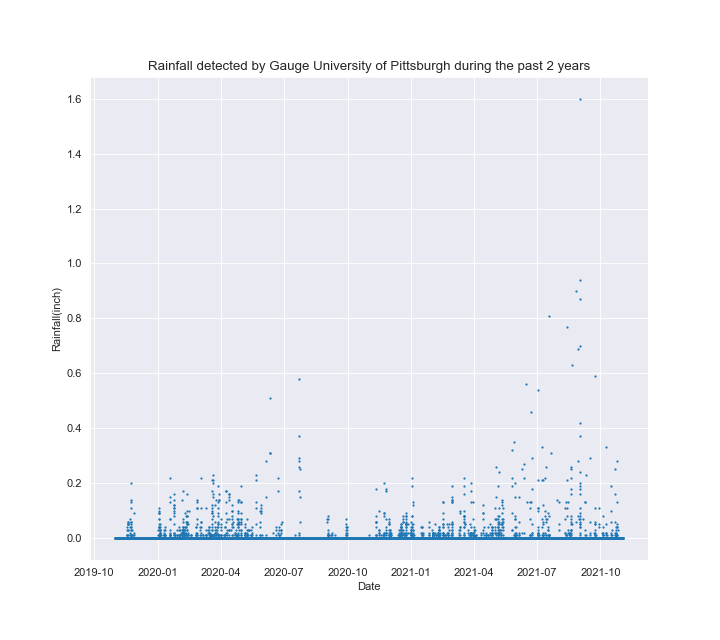 Rainfall detected by Gauge University of Pittsburgh during the past 2 years
1.6
1.4
1.2
1.0
0.8
0.6
0.4
0.2
0.0
Rainfall(inch)
2019-10 2020-01 2020-04 2020-07 2020-10 2021-01 2021-04 2021-07 2021-10
Date